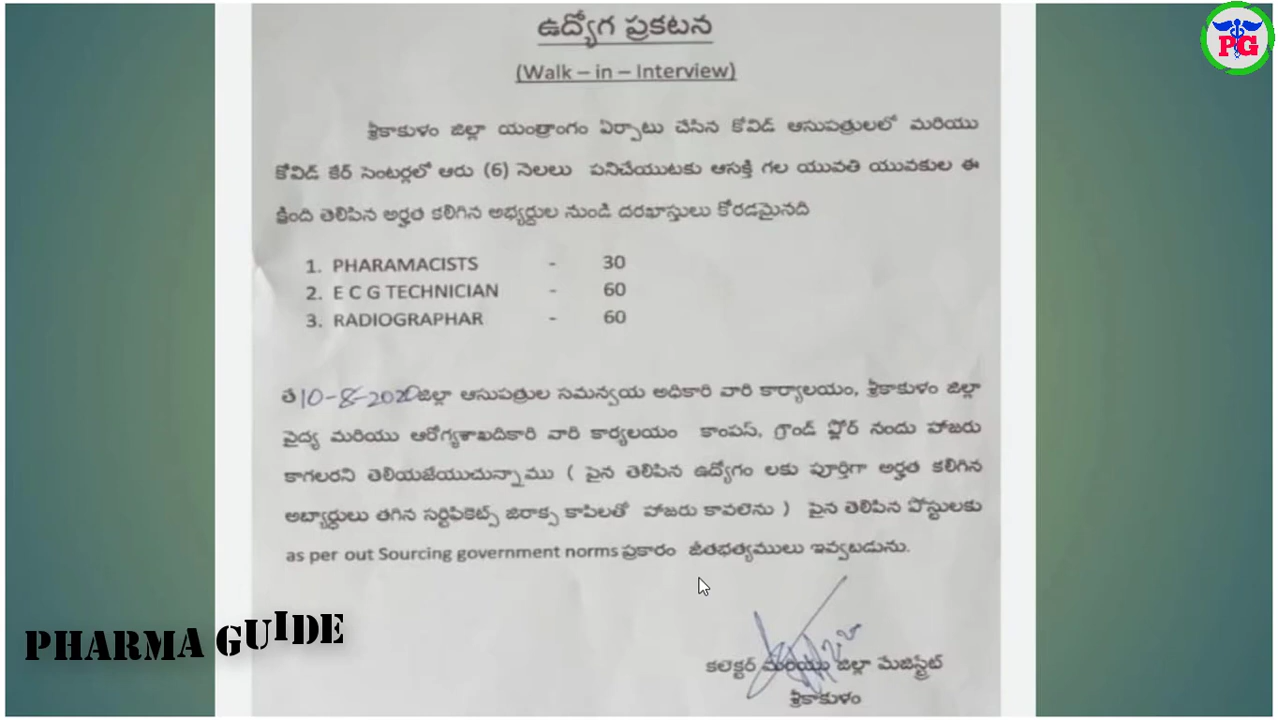 ఉద్యోగ ప్రకటన
(Walk – in – Interview)
శ్రీకాకుళం జిల్లా యంత్రాంగం ఏర్పాటు చేసిన కోవిడ్ ఆసుపత్రులలో మరియు
కోవిడ్ కేర్ సెంటర్లలో ఆరు (6) నెలలు పనిచేయుటకు ఆసక్తి గల యువతి యువకుల ఈ
క్రింది తెలిపిన అర్హత కలిగిన అభ్యర్ధుల నుండి దరఖాస్తులు కోరడమైనది
1. PHARAMACISTS - 30
2. E C G TECHNICIAN - 60
3. RADIOGRAPHAR - 60
తే 10-8-2020 జిల్లా ఆసుపత్రుల సమన్వయ అధికారి వారి కార్యాలయం, శ్రీకాకుళం జిల్లా
వైద్య మరియు ఆరోగ్యశాఖదికారి వారి కార్యలయం కాంపస్, గ్రౌండ్ ఫ్లోర్ నందు హాజరు
కాగలరని తెలియజేయుచున్నాము ( పైన తెలిపిన ఉద్యోగం లకు పూర్తిగా అర్హత కలిగిన
అబ్యార్ధులు తగిన సర్టిఫికెట్స్ జిరాక్స కాపిలతో హాజరు కావలెను ) పైన తెలిపిన పోస్టులకు
as per out Sourcing government norms ప్రకారం జీతభత్యములు ఇవ్వబడును.
కలెక్టర్ మరియు జిల్లా మేజిస్ట్రేట్
శ్రీకాకుళం
PHARMA GUIDE
PG